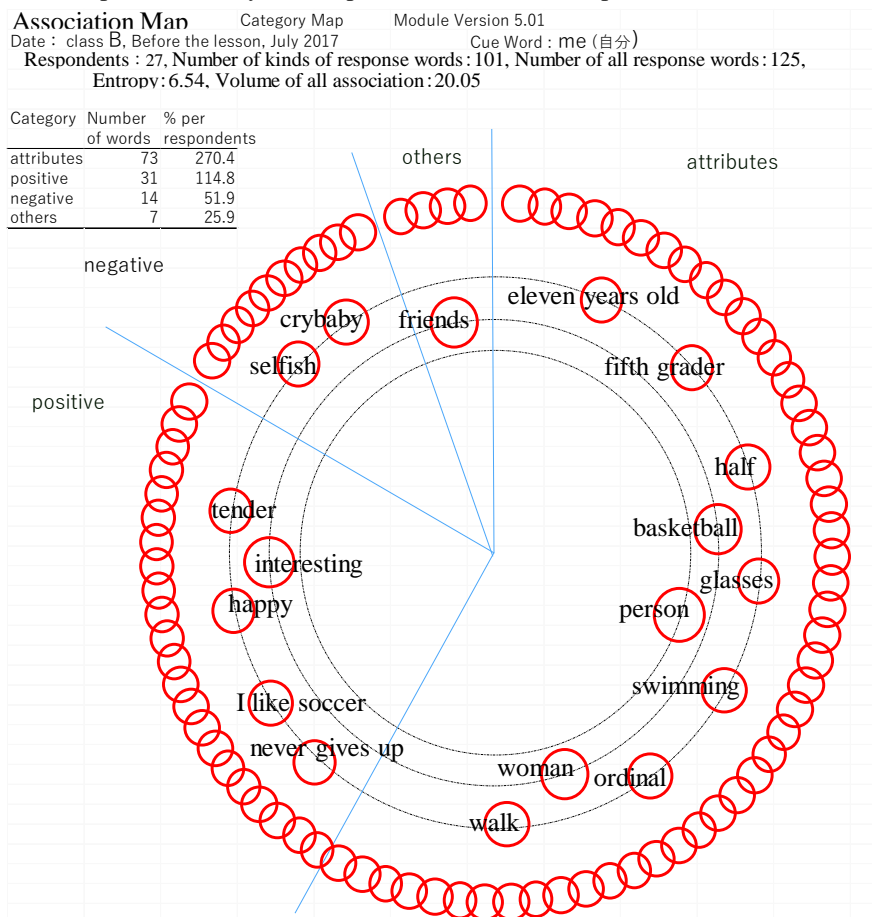 Association Map Category Map Module Version 5.01
Date : class B, Before the lesson, July 2017 Cue Word : me (自分)
Respondents : 27, Number of kinds of response words : 101, Number of all response words : 125,
Entropy : 6.54, Volume of all association : 20.05
Category Number % per
of words respondents
attributes 73 270.4
positive 31 114.8
negative 14 51.9
others 7 25.9
others
attributes
negative
positive
eleven years old
crybaby
friends
selfish
fifth grader
half
tender
basketball
interesting
glasses
happy
person
swimming
I like soccer
never gives up
woman
ordinal
walk